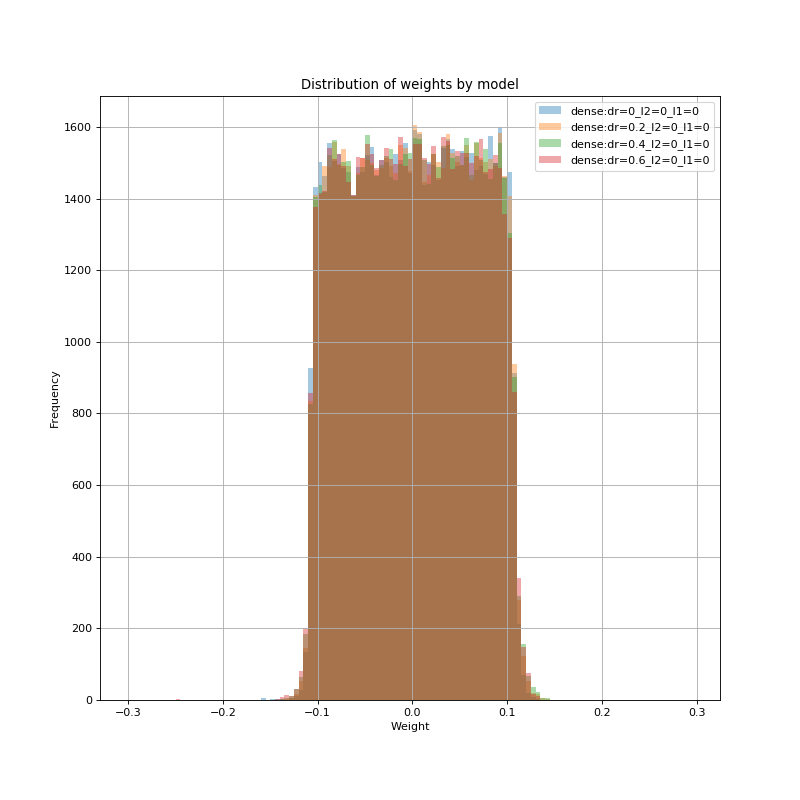 Distribution of weights by model
dense:dr=0_l2=0_l1=0
dense:dr=0.2_l2=0_l1=0
dense:dr=0.4_l2=0_l1=0
dense:dr=0.6_l2=0_l1=0
1600
1400
1200
1000
800
600
400
200
0
Frequency
−0.3 −0.2 −0.1 0.0 0.1 0.2 0.3
Weight